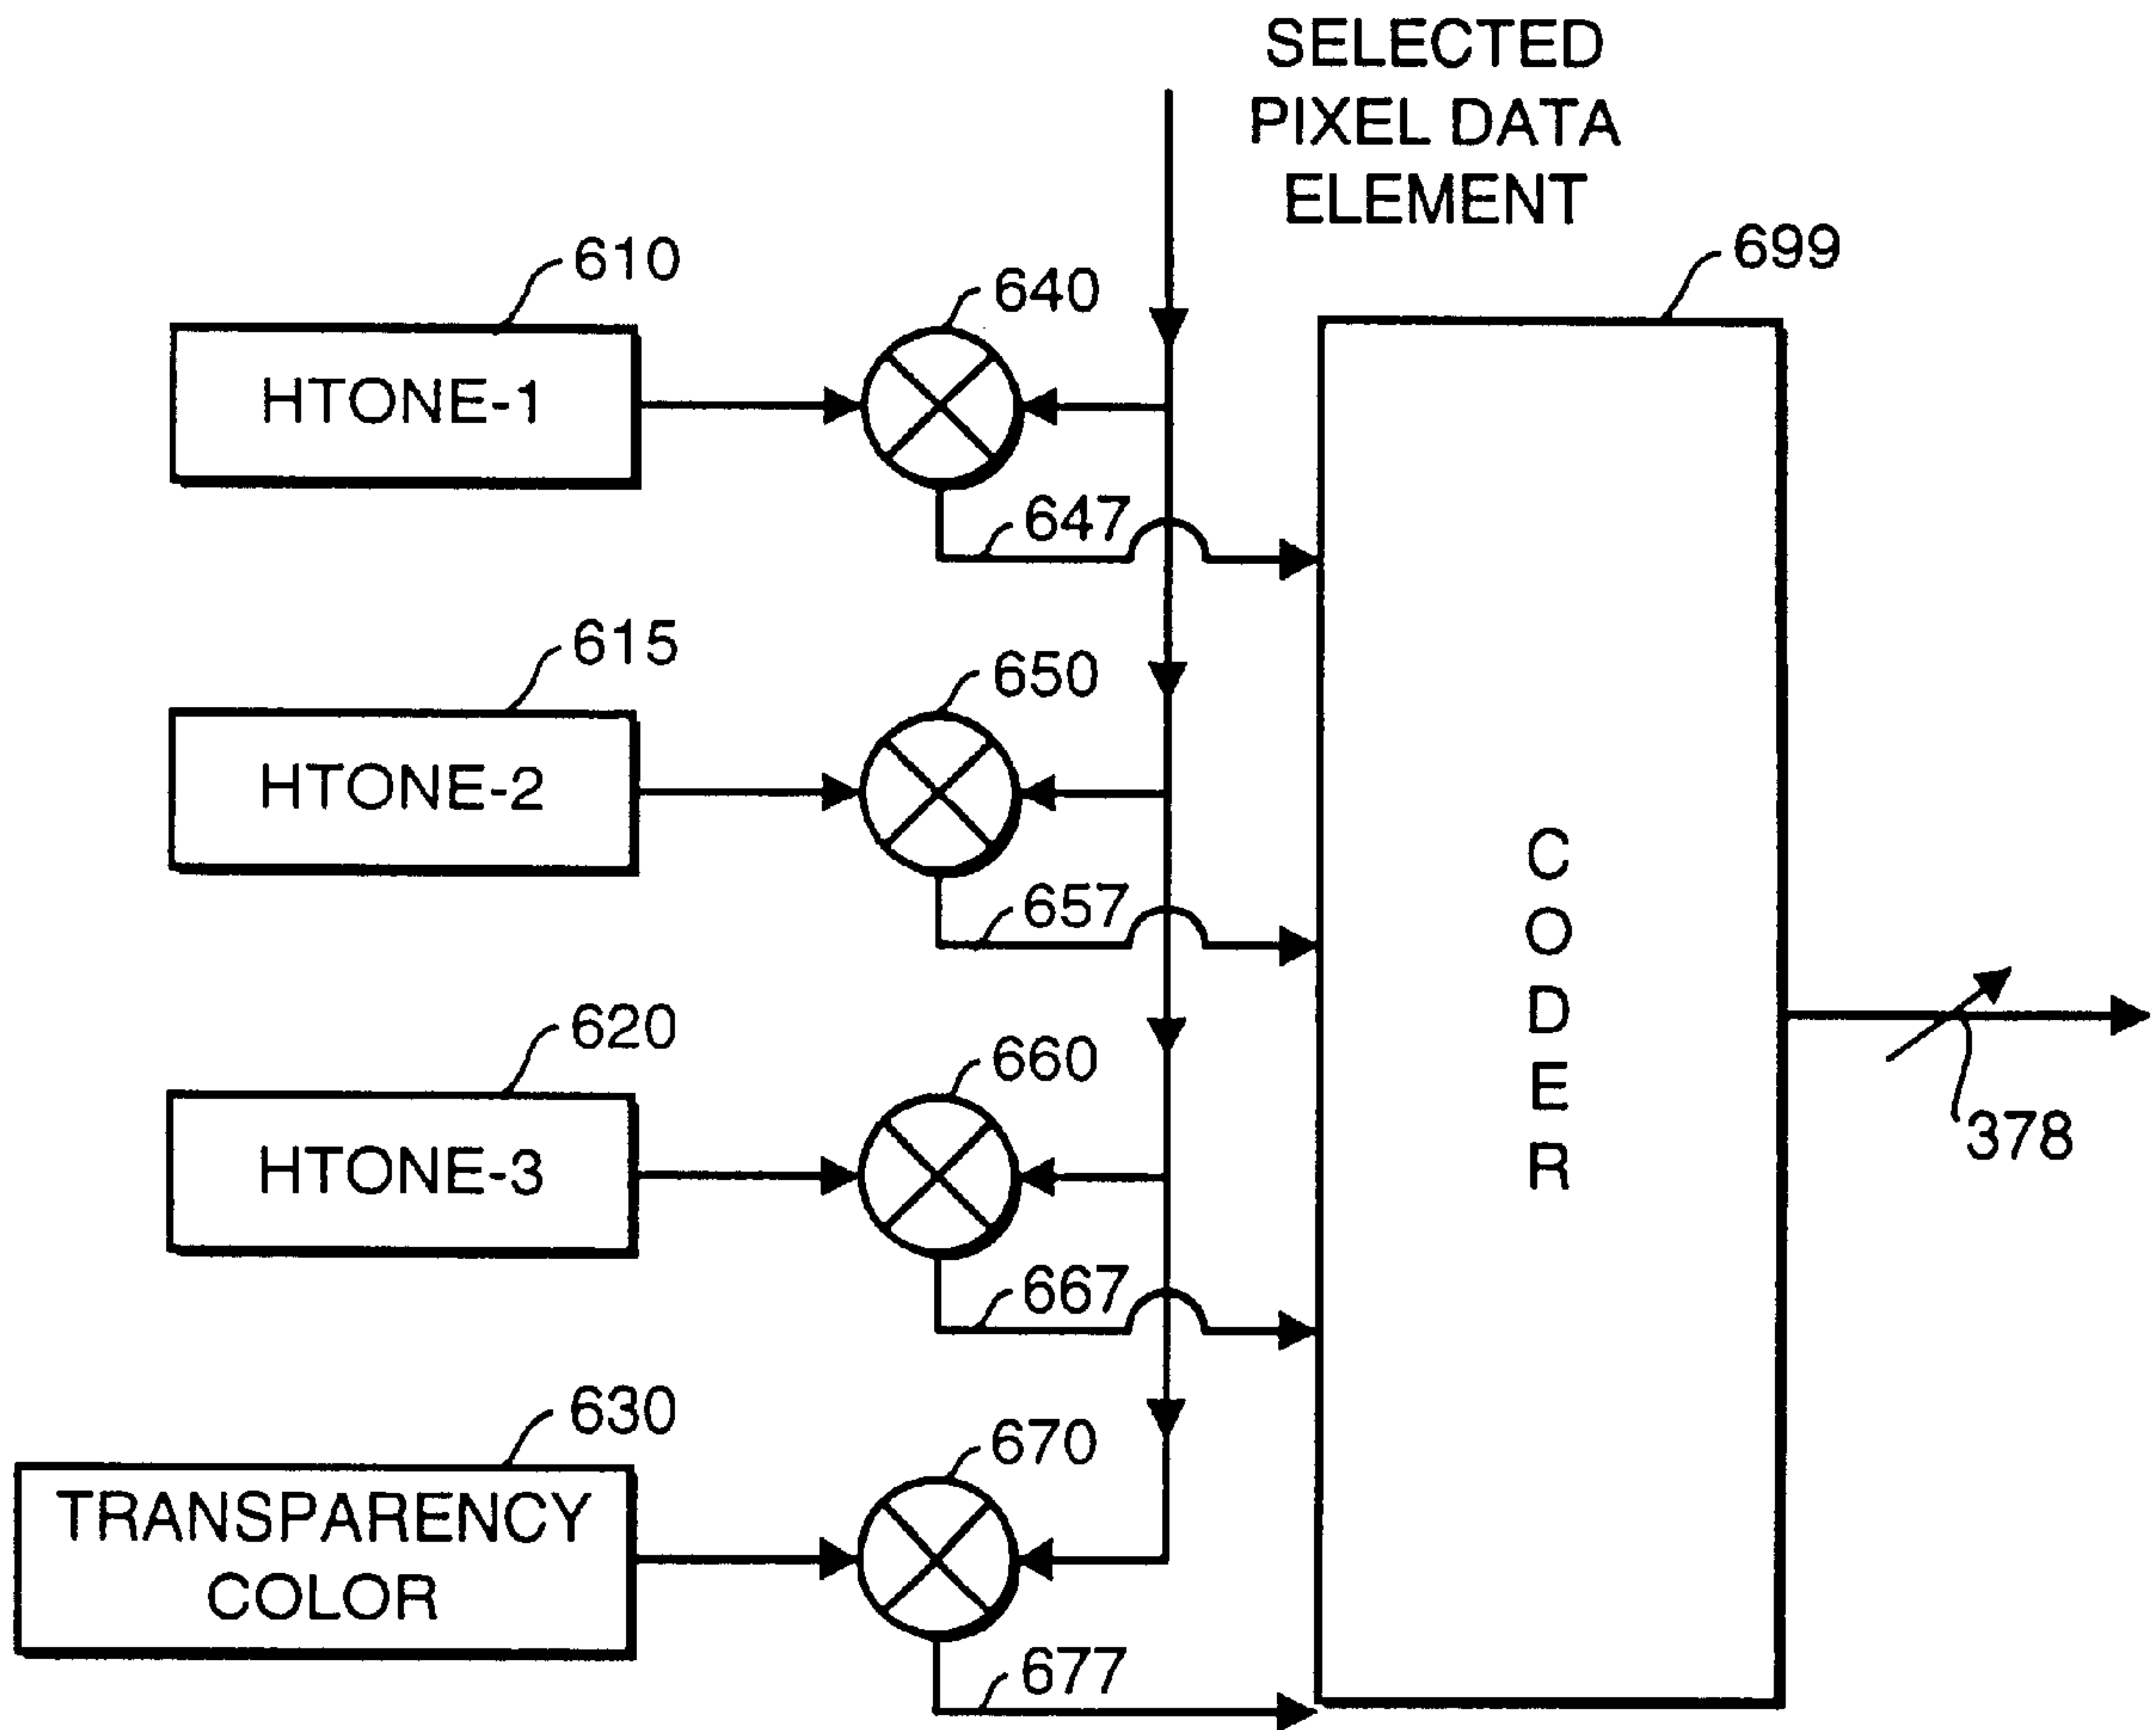 SELECTED
PIXEL DATA
ELEMENT
699
610
640
HTONE-1
647
615
650
HTONE-2
657
CODER
620
660
378
HTONE-3
667
630
670
TRANSPARENCY
COLOR
677